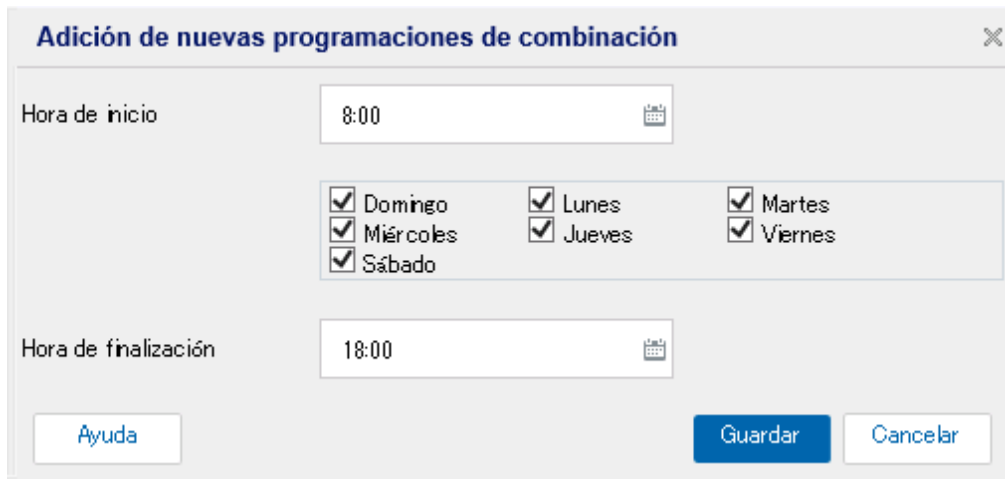 Adición de nuevas programaciones de combinación
Hora de inicio 8:00
Domingo Lunes Martes
Miércoles Jueves Viernes
Sábado
Hora de finalización 18:00
Ayuda Guardar Cancelar